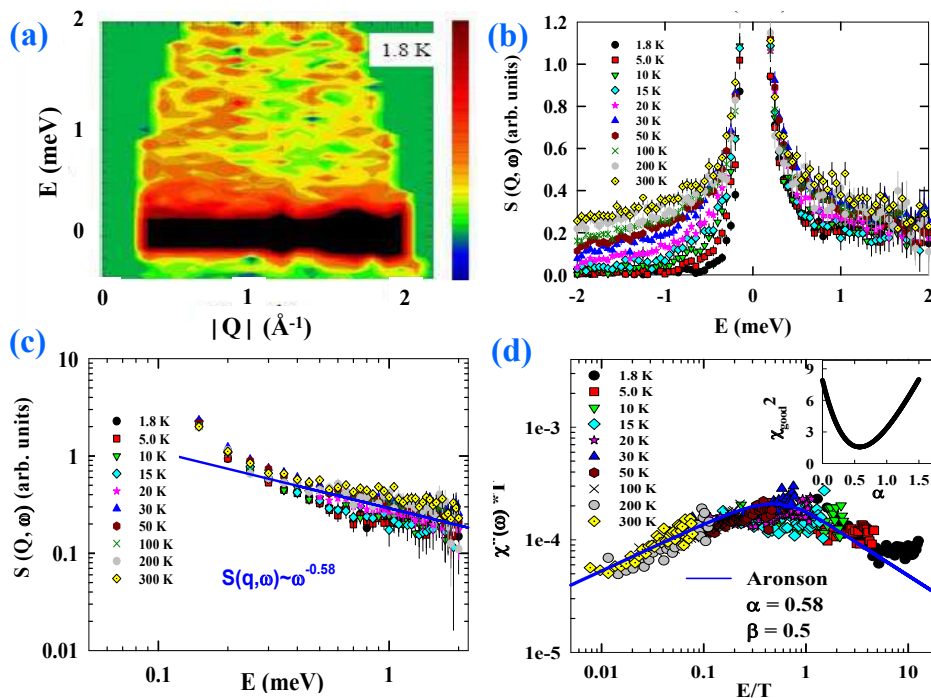 (a)
1.8 K
2
1
0
E (meV)
0
1
2
|Q| (Å⁻¹)
(b)
1.8 K
5.0 K
10 K
15 K
20 K
30 K
50 K
100 K
200 K
300 K
1.2
1.0
0.8
0.6
0.4
0.2
0.0
S (Q, ω) (arb. units)
-2
-1
0
1
2
E (meV)
(c)
1.8 K
5.0 K
10 K
15 K
20 K
30 K
50 K
100 K
200 K
300 K
10
1
0.1
0.01
S (Q, ω) (arb. units)
S(q,ω)~ω^-0.58
0.1
1
E (meV)
(d)
1.8 K
5.0 K
10 K
15 K
20 K
30 K
50 K
100 K
200 K
300 K
1e-3
1e-4
1e-5
9
6
3
0
χgood2
0.0
0.5
1.0
1.5
α
Aronson
α = 0.58
β = 0.5
0.01
0.1
1
10
E/T